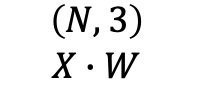 (N, 3)
X · W